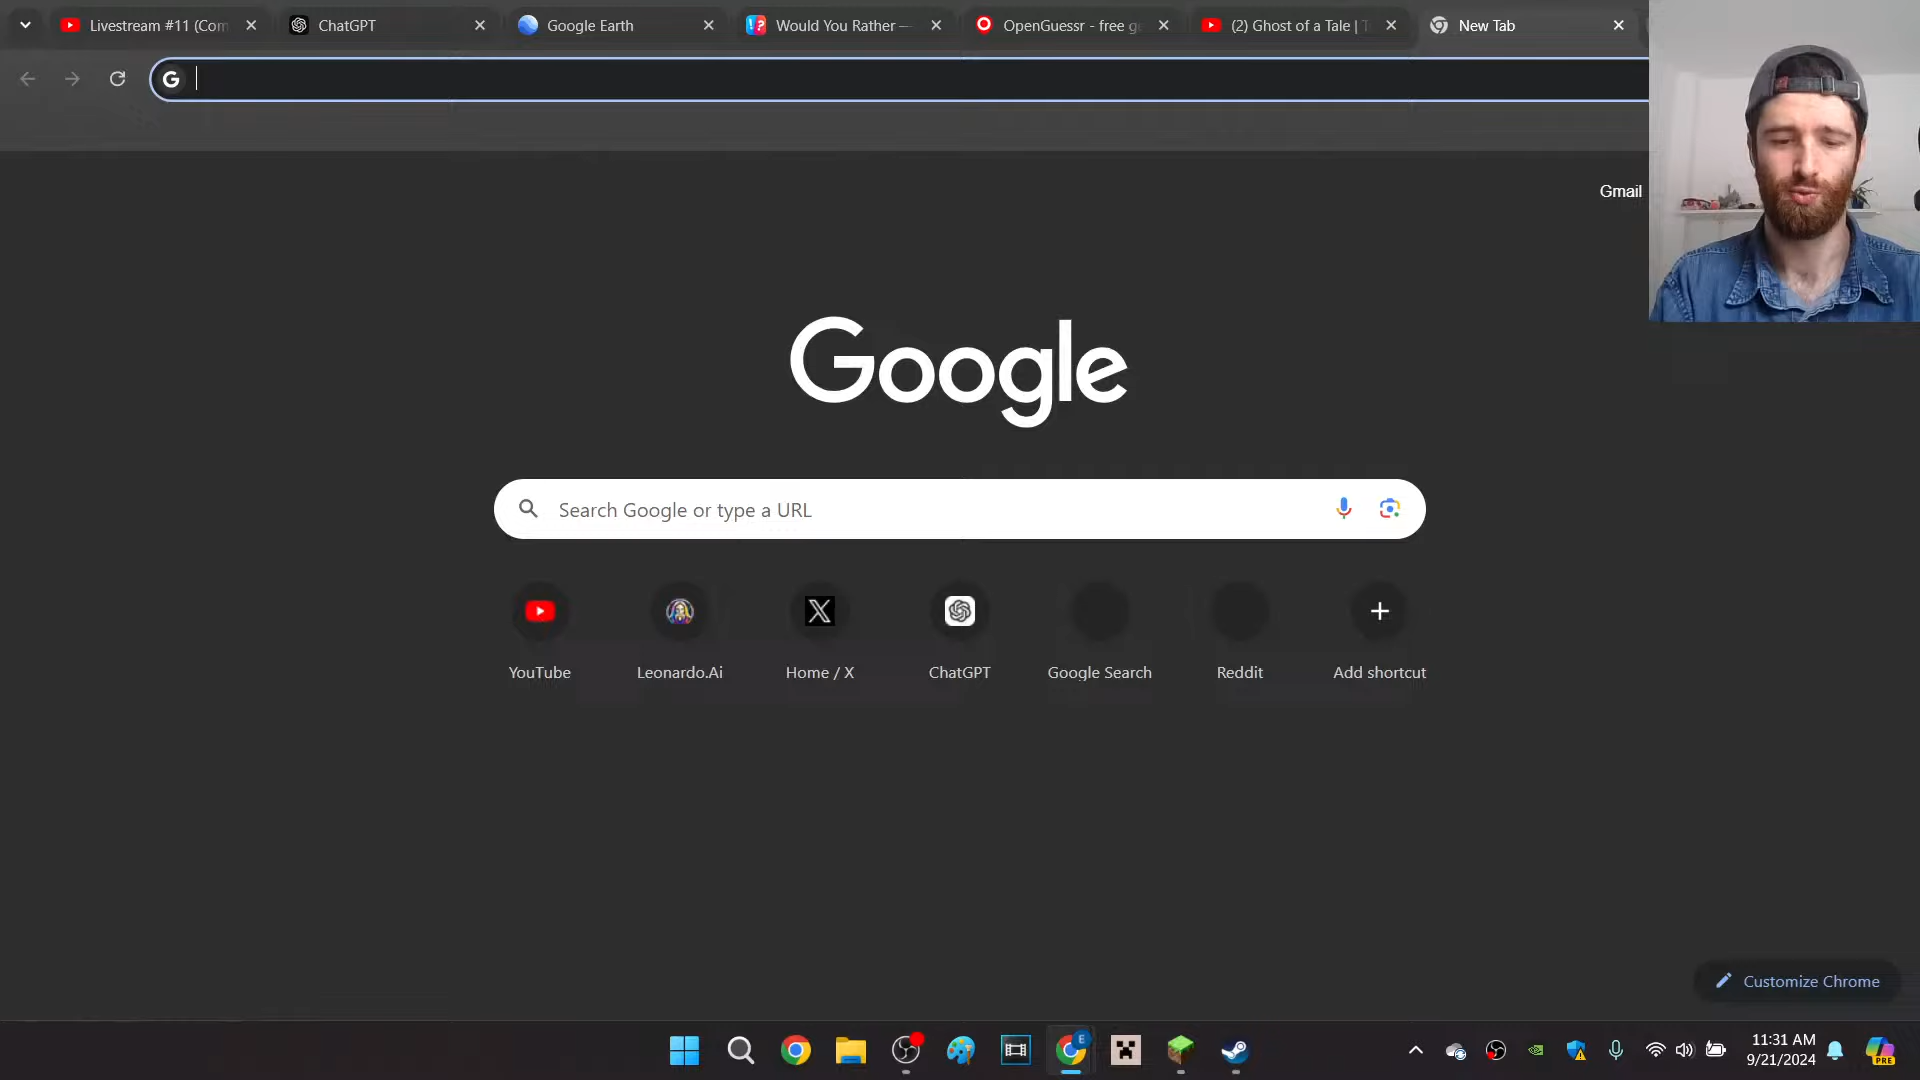 Livestream #11 (Com
ChatGPT
Google Earth
Would You Rather —
OpenGuessr - free g
(2) Ghost of a Tale | T
New Tab
Gmail
Google
Search Google or type a URL
YouTube
Leonardo.Ai
Home / X
ChatGPT
Google Search
Reddit
Add shortcut
Customize Chrome
11:31 AM
9/21/2024
E
PRE